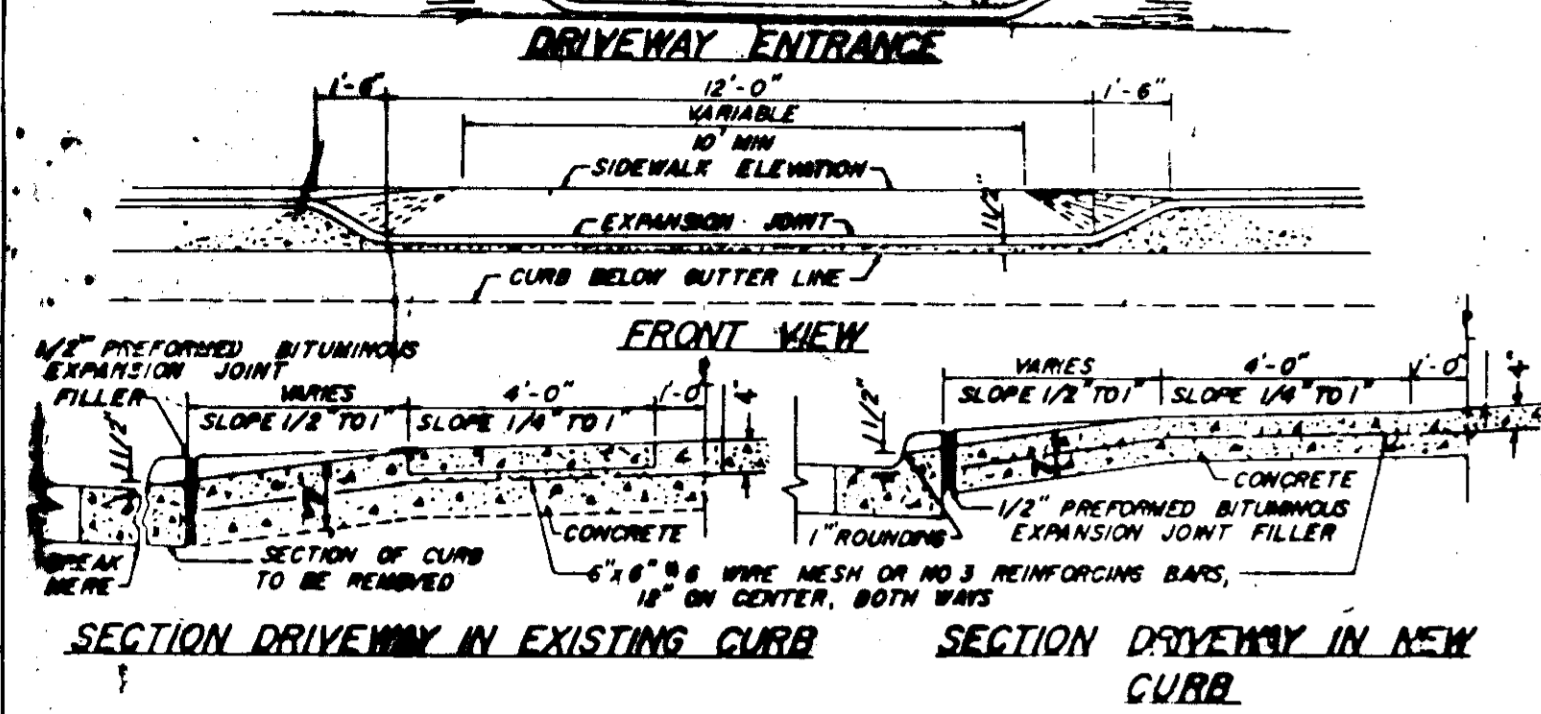 DRIVEWAY ENTRANCE
1'-6" 12'-0" 1'-6"
VARIABLE
10' MIN
SIDEWALK ELEVATION
1 1/2"
EXPANSION JOINT
CURB BELOW GUTTER LINE
FRONT VIEW
1/2" PREFORMED BITUMINOUS
EXPANSION JOINT
FILLER
VARIES 4'-0" 1'-0"
SLOPE 1/2" TO 1' SLOPE 1/4" TO 1'
4"
1 1/2"
7"
CONCRETE
BREAK
HERE
SECTION OF CURB
TO BE REMOVED
VARIES 4'-0" 1'-0"
SLOPE 1/2" TO 1' SLOPE 1/4" TO 1'
4"
1 1/2"
CONCRETE
1/2" PREFORMED BITUMINOUS
EXPANSION JOINT FILLER
1" ROUNDING
6" x 6" #6 WIRE MESH OR NO 3 REINFORCING BARS,
12" ON CENTER, BOTH WAYS
SECTION DRIVEWAY IN EXISTING CURB
SECTION DRIVEWAY IN NEW
CURB